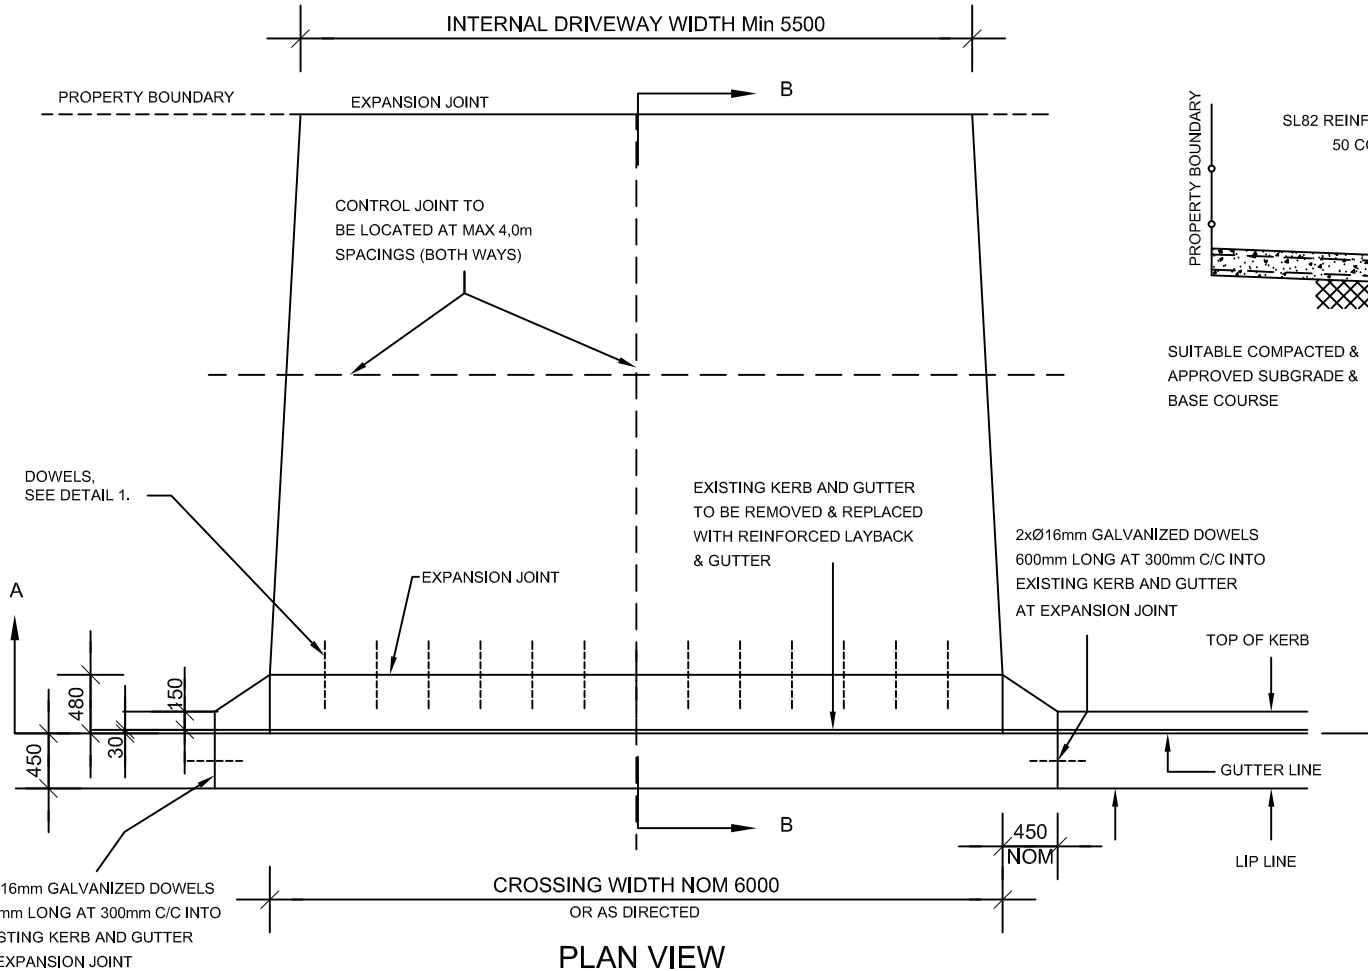 INTERNAL DRIVEWAY WIDTH Min 5500
PROPERTY BOUNDARY
EXPANSION JOINT
B
CONTROL JOINT TO
BE LOCATED AT MAX 4,0m
SPACINGS (BOTH WAYS)
PROPERTY BOUNDARY
SL82 REINF
50 CO
SUITABLE COMPACTED &
APPROVED SUBGRADE &
BASE COURSE
DOWELS,
SEE DETAIL 1.
EXISTING KERB AND GUTTER
TO BE REMOVED & REPLACED
WITH REINFORCED LAYBACK
& GUTTER
2xØ16mm GALVANIZED DOWELS
600mm LONG AT 300mm C/C INTO
EXISTING KERB AND GUTTER
AT EXPANSION JOINT
EXPANSION JOINT
A
TOP OF KERB
480
150
30
450
GUTTER LINE
B
450
NOM
LIP LINE
16mm GALVANIZED DOWELS
mm LONG AT 300mm C/C INTO
STING KERB AND GUTTER
EXPANSION JOINT
CROSSING WIDTH NOM 6000
OR AS DIRECTED
PLAN VIEW